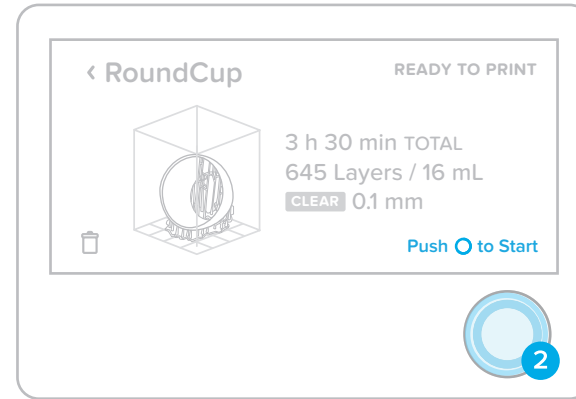 ‹ RoundCup
READY TO PRINT
3 h 30 min TOTAL
645 Layers / 16 mL
CLEAR 0.1 mm
Push O to Start
2